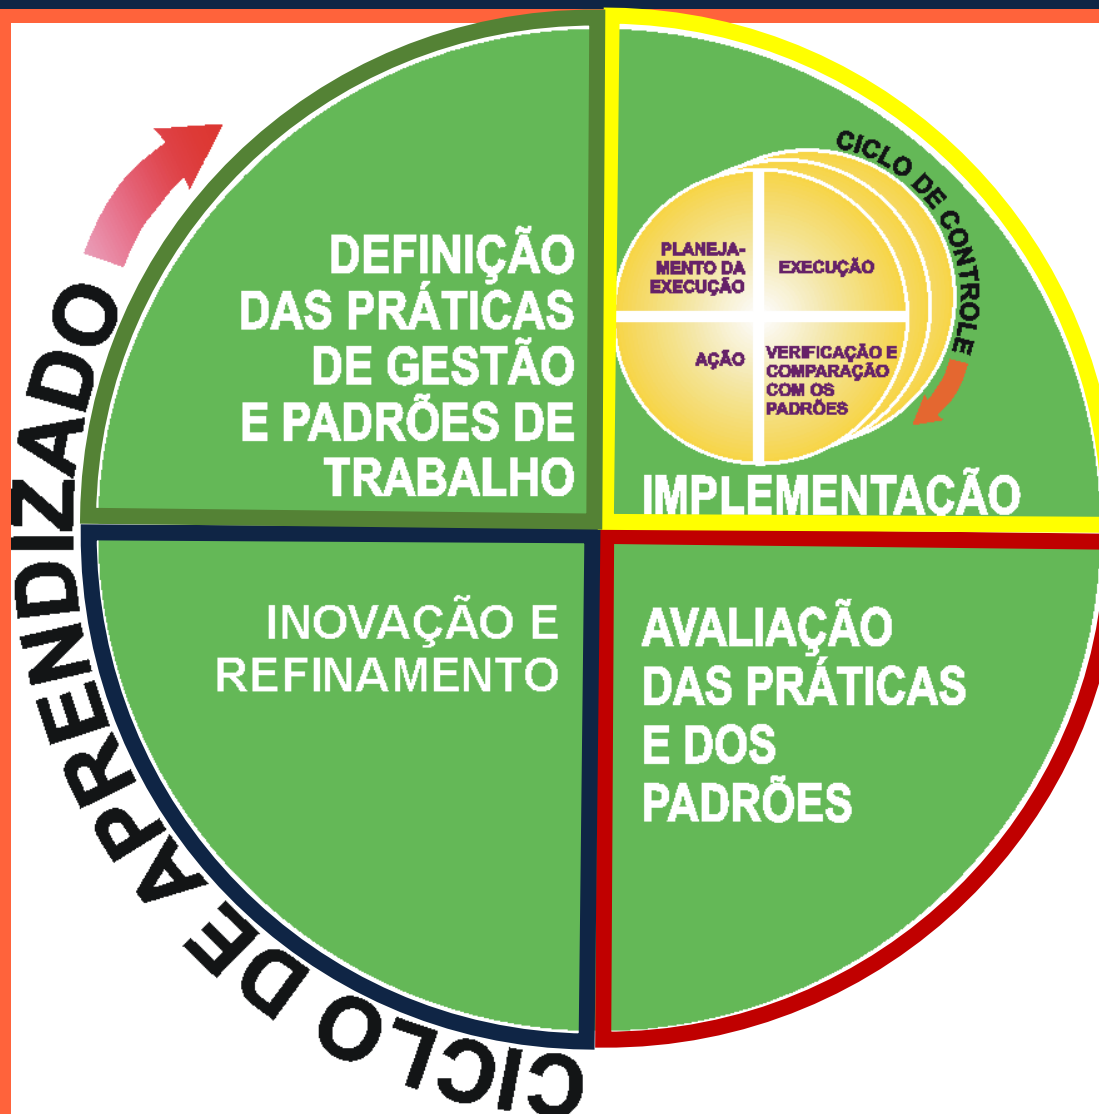 CICLO DE APRENDIZADO
DEFINIÇÃO
DAS PRÁTICAS
DE GESTÃO
E PADRÕES DE
TRABALHO
CICLO DE CONTROLE
PLANEJA-
MENTO DA
EXECUÇÃO
EXECUÇÃO
AÇÃO
VERIFICAÇÃO E
COMPARAÇÃO
COM OS
PADRÕES
IMPLEMENTAÇÃO
INOVAÇÃO E
REFINAMENTO
AVALIAÇÃO
DAS PRÁTICAS
E DOS
PADRÕES